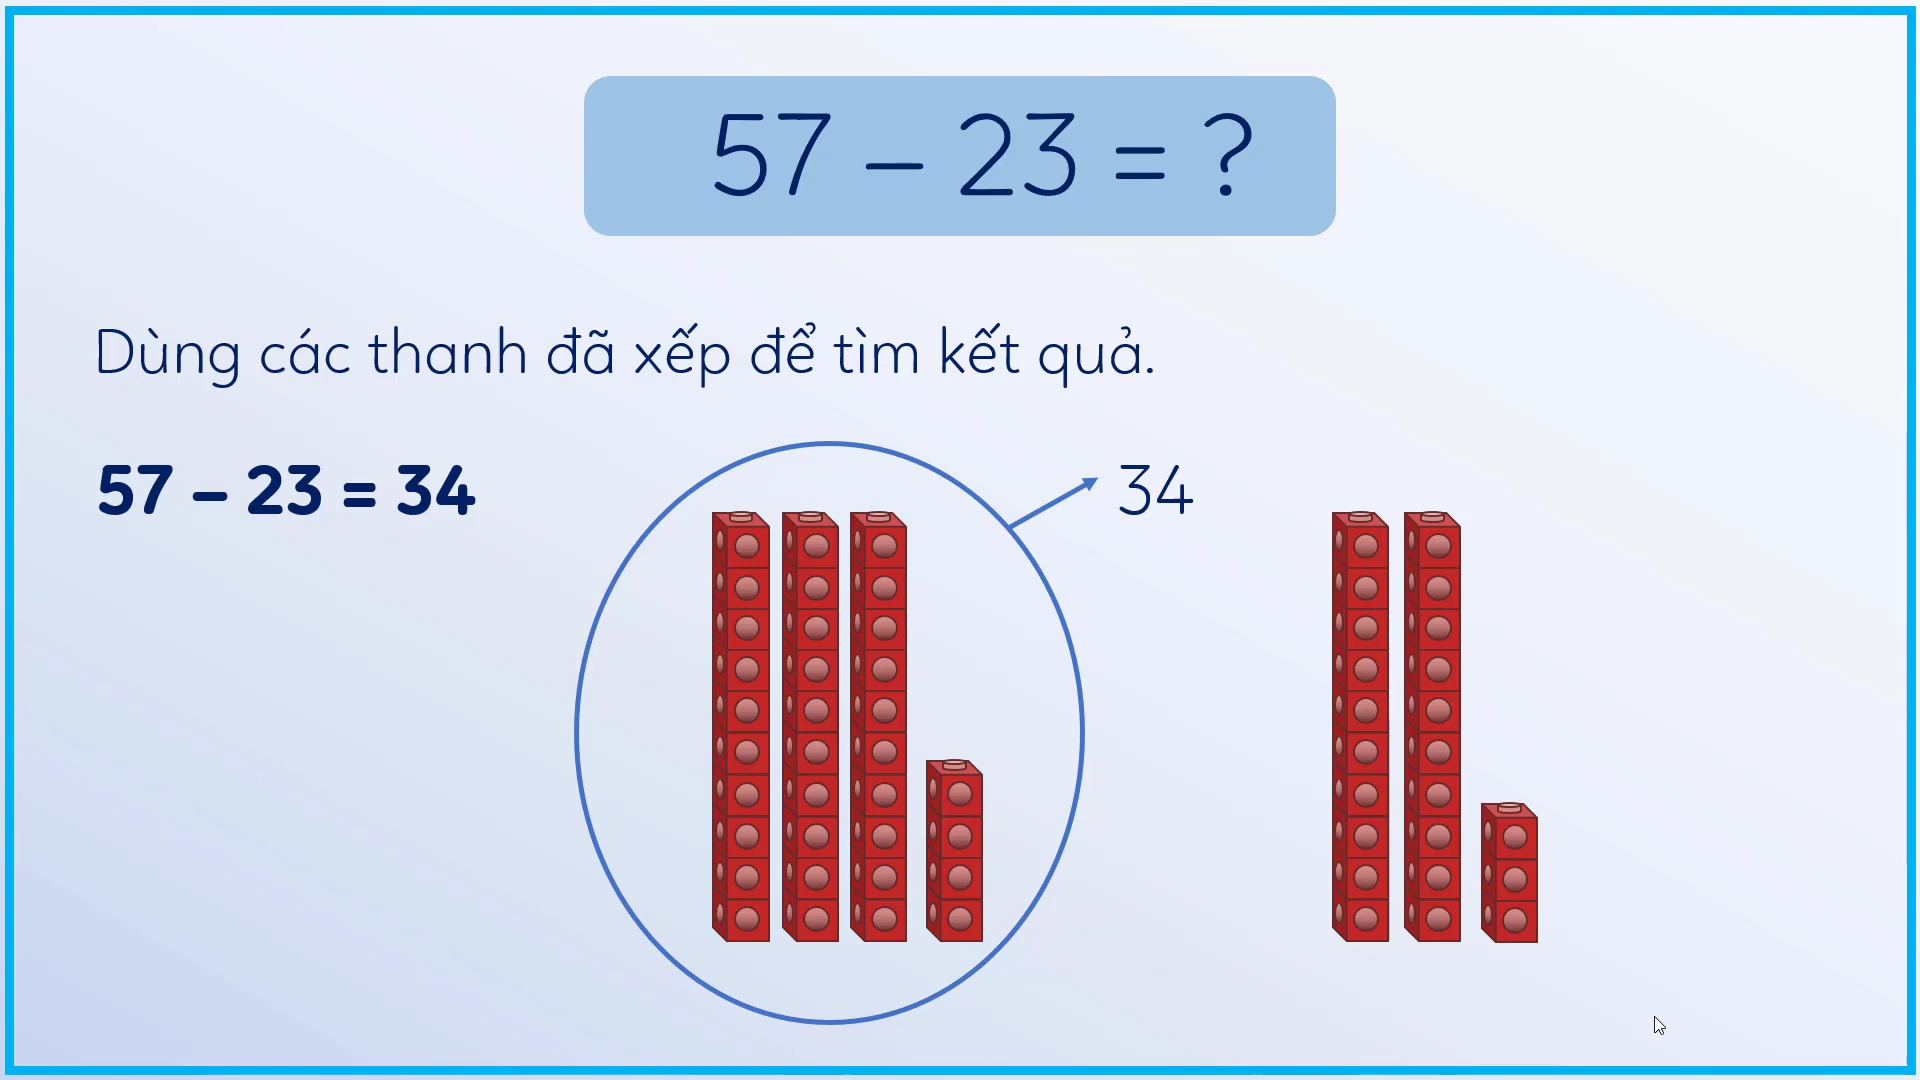 57 – 23 = ?
Dùng các thanh đã xếp để tìm kết quả.
57 – 23 = 34
34